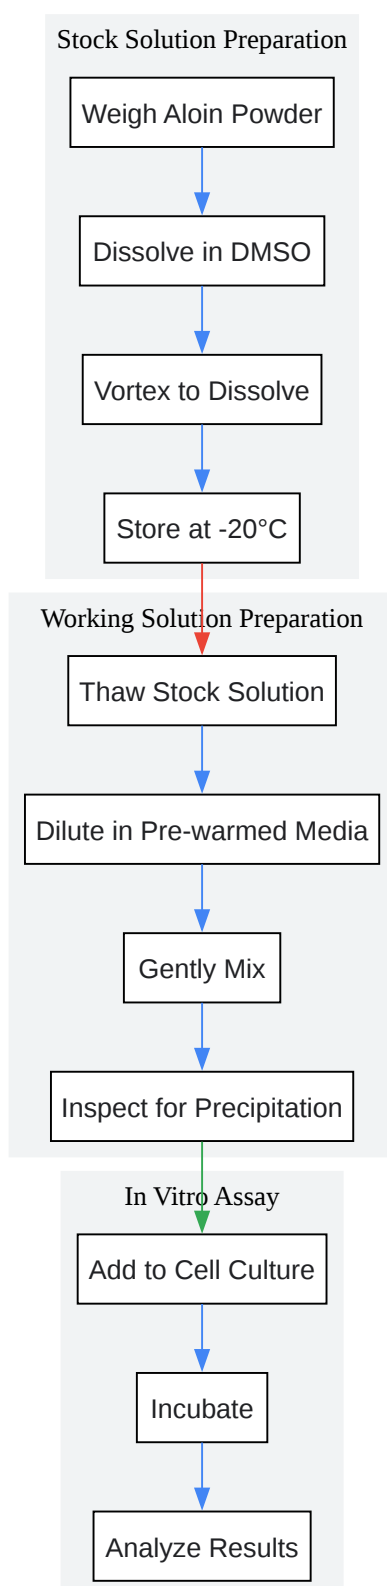 Stock Solution Preparation
Weigh Aloin Powder
Dissolve in DMSO
Vortex to Dissolve
Store at -20°C
Working Solution Preparation
Thaw Stock Solution
Dilute in Pre-warmed Media
Gently Mix
Inspect for Precipitation
In Vitro Assay
Add to Cell Culture
Incubate
Analyze Results